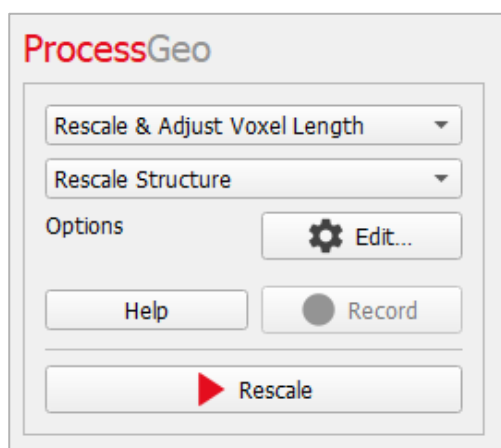 ProcessGeo
Rescale & Adjust Voxel Length
Rescale Structure
Options
Edit...
Help
Record
Rescale